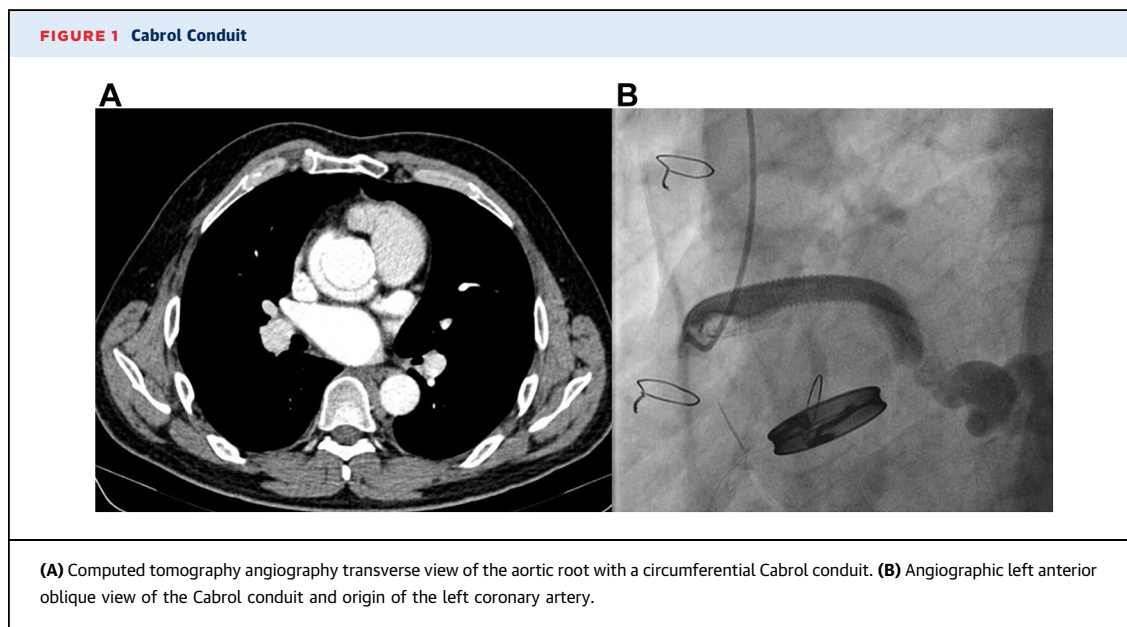 FIGURE 1 Cabrol Conduit
A
B
(A) Computed tomography angiography transverse view of the aortic root with a circumferential Cabrol conduit. (B) Angiographic left anterior
oblique view of the Cabrol conduit and origin of the left coronary artery.